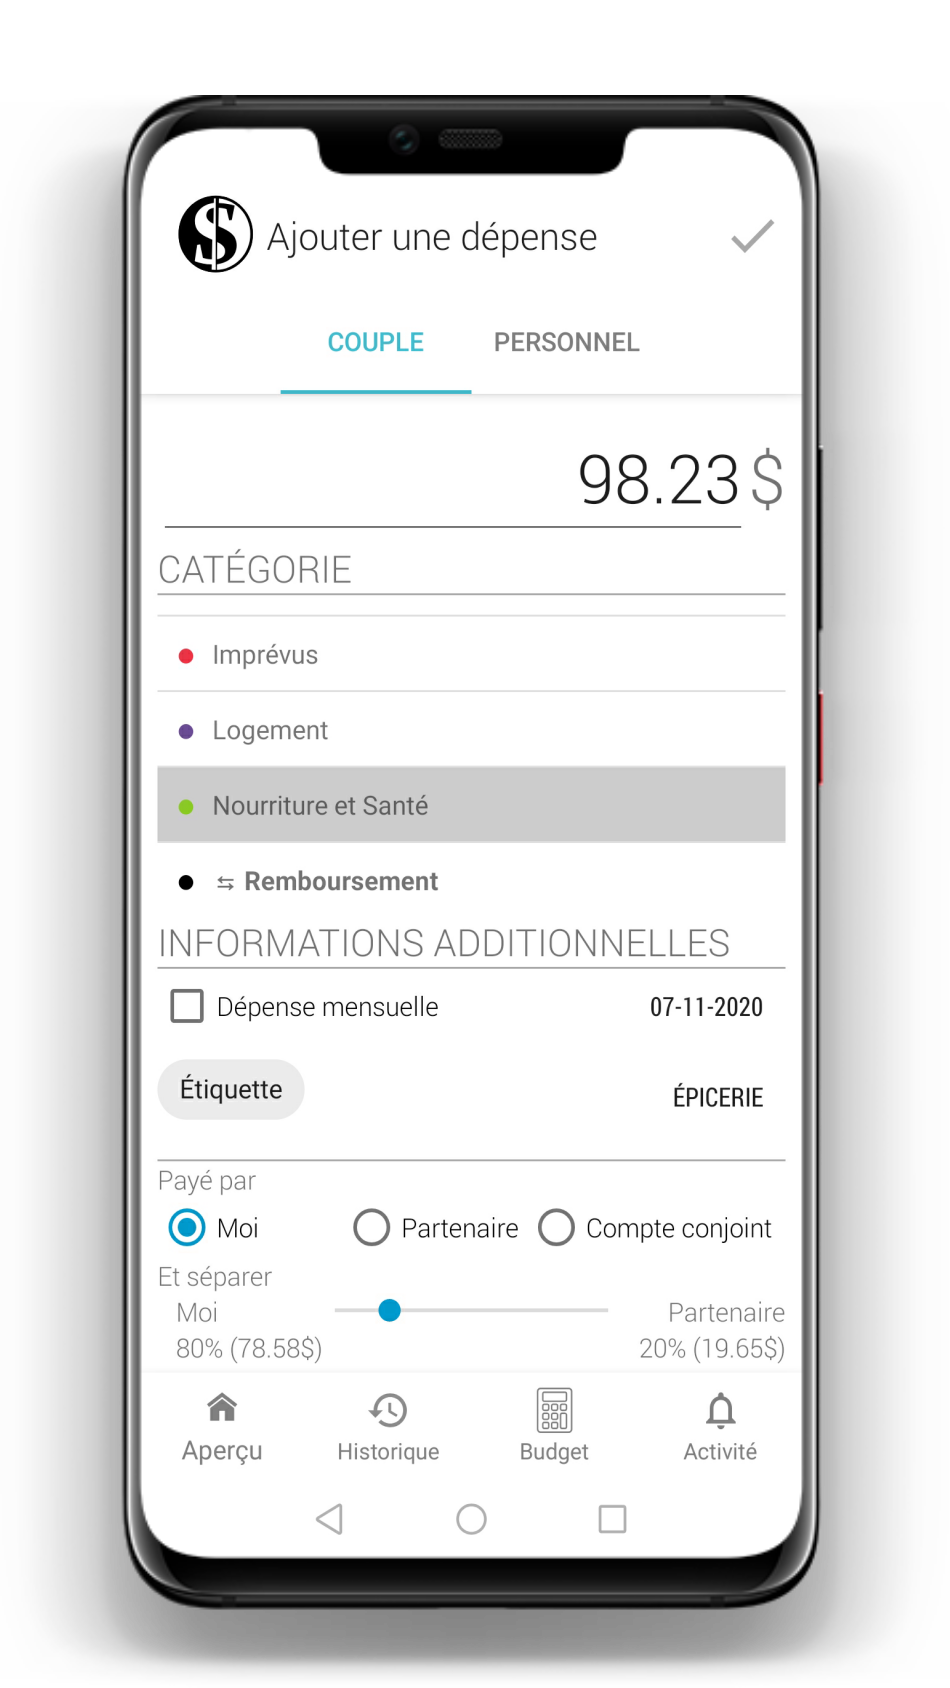 $ Ajouter une dépense
COUPLE PERSONNEL
98.23 $
CATÉGORIE
Imprévus
Logement
Nourriture et Santé
⇆ Remboursement
INFORMATIONS ADDITIONNELLES
Dépense mensuelle 07-11-2020
Étiquette ÉPICERIE
Payé par
Moi Partenaire Compte conjoint
Et séparer
Moi Partenaire
80% (78.58$) 20% (19.65$)
Aperçu Historique Budget Activité